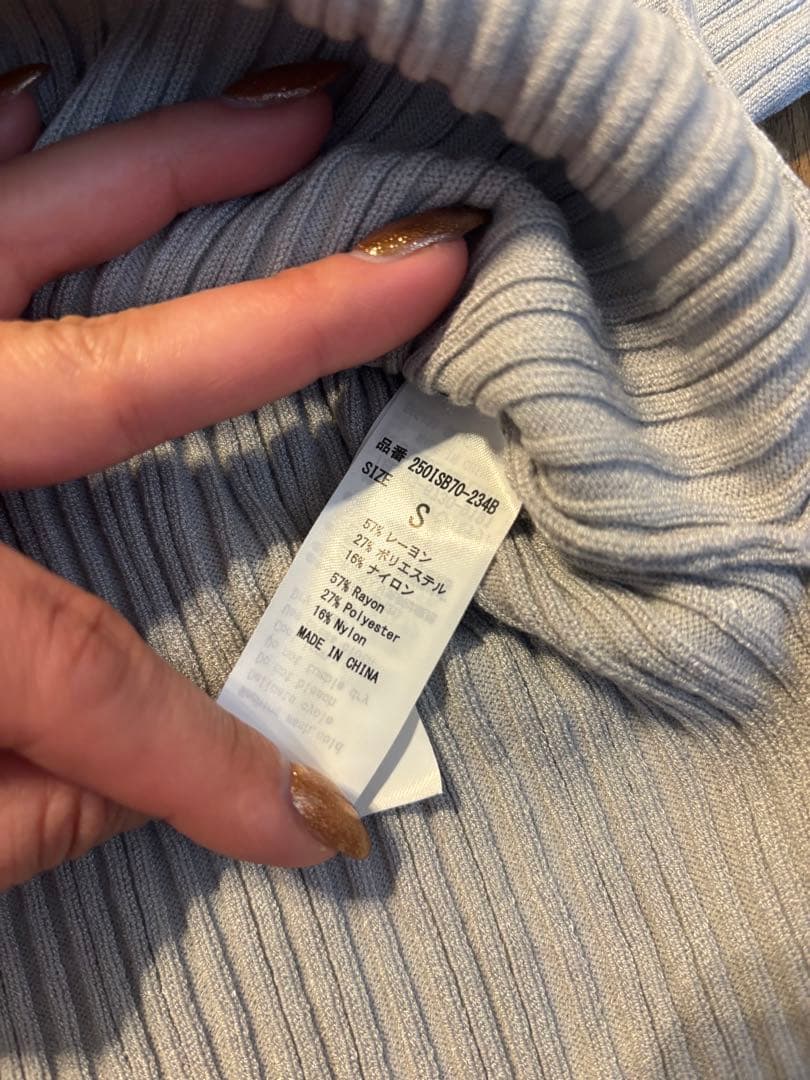 品番 250ISB70-234B
SIZE
S
57% レーヨン
27% ポリエステル
16% ナイロン
57% Rayon
27% Polyester
16% Nylon
MADE IN CHINA